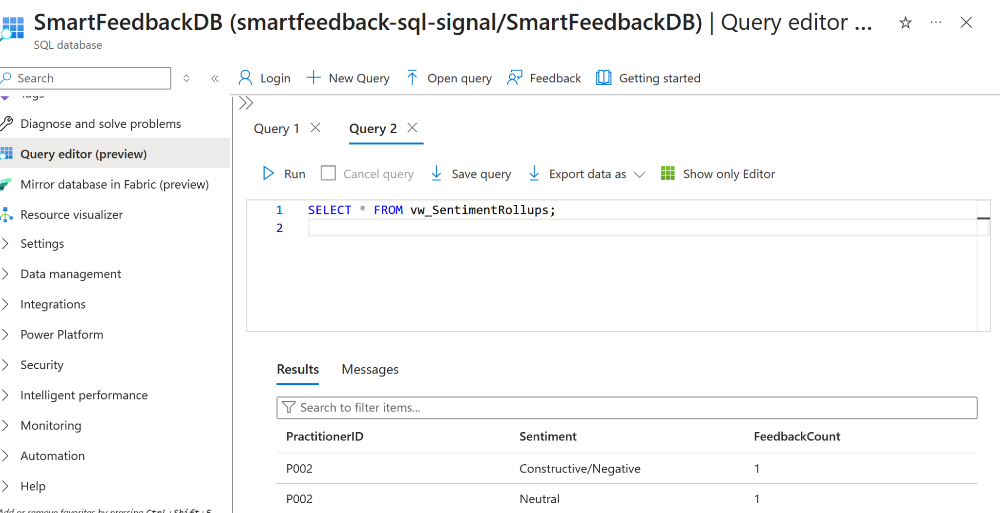 SmartFeedbackDB (smartfeedback-sql-signal/SmartFeedbackDB) | Query editor ...
SQL database
Search
Login
New Query
Open query
Feedback
Getting started
Tags
Diagnose and solve problems
Query editor (preview)
Mirror database in Fabric (preview)
Resource visualizer
Settings
Data management
Integrations
Power Platform
Security
Intelligent performance
Monitoring
Automation
Help
Add or remove favorites by pressing Ctrl+Shift+F
Query 1
Query 2
Run
Cancel query
Save query
Export data as
Show only Editor
1 SELECT * FROM vw_SentimentRollups;
2
Results
Messages
Search to filter items...
PractitionerID Sentiment FeedbackCount
P002 Constructive/Negative 1
P002 Neutral 1